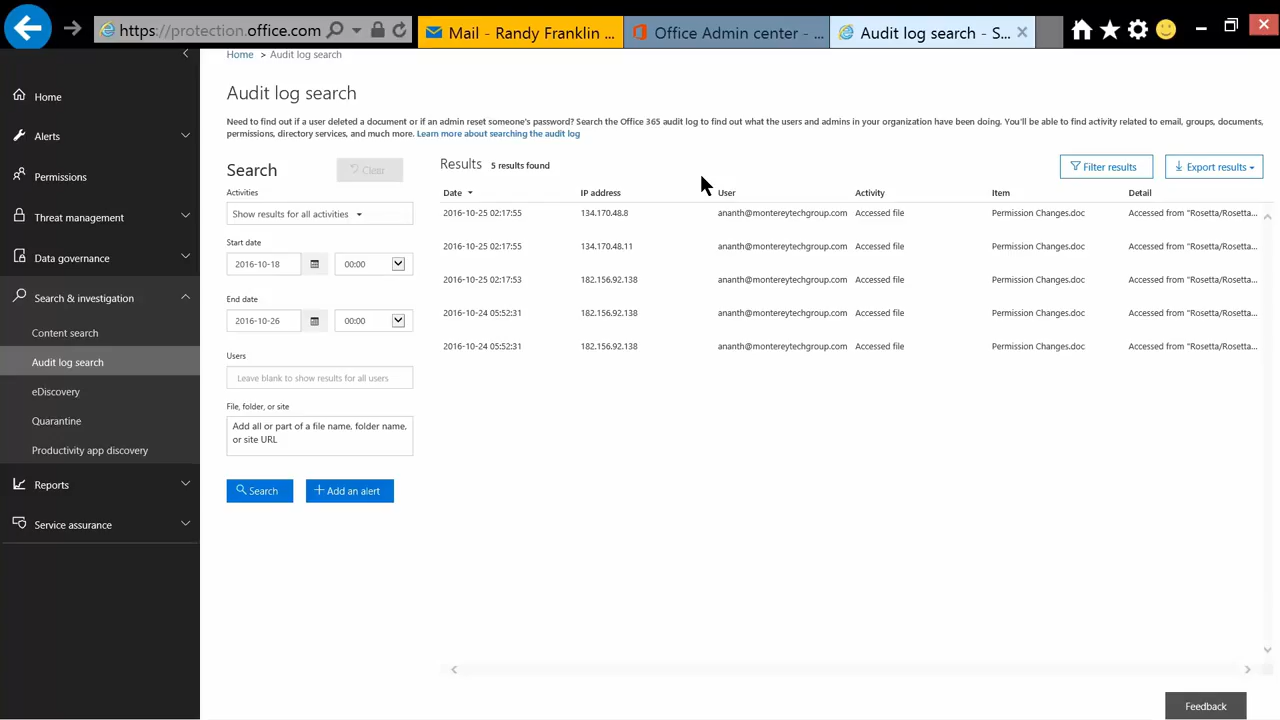 https://protection.office.com
Mail - Randy Franklin ...
Office Admin center - ...
Audit log search - S...
Home > Audit log search
Home
Alerts
Permissions
Threat management
Data governance
Search & investigation
Content search
Audit log search
eDiscovery
Quarantine
Productivity app discovery
Reports
Service assurance
Audit log search
Need to find out if a user deleted a document or if an admin reset someone's password? Search the Office 365 audit log to find out what the users and admins in your organization have been doing. You'll be able to find activity related to email, groups, documents,
permissions, directory services, and much more. Learn more about searching the audit log
Search
Clear
Activities
Show results for all activities
Start date
2016-10-18 00:00
End date
2016-10-26 00:00
Users
Leave blank to show results for all users
File, folder, or site
Add all or part of a file name, folder name,
or site URL
Search
Add an alert
Results 5 results found
Filter results
Export results
Date IP address User Activity Item Detail
2016-10-25 02:17:55 134.170.48.8 ananth@montereytechgroup.com Accessed file Permission Changes.doc Accessed from "Rosetta/Rosetta...
2016-10-25 02:17:55 134.170.48.11 ananth@montereytechgroup.com Accessed file Permission Changes.doc Accessed from "Rosetta/Rosetta...
2016-10-25 02:17:53 182.156.92.138 ananth@montereytechgroup.com Accessed file Permission Changes.doc Accessed from "Rosetta/Rosetta...
2016-10-24 05:52:31 182.156.92.138 ananth@montereytechgroup.com Accessed file Permission Changes.doc Accessed from "Rosetta/Rosetta...
2016-10-24 05:52:31 182.156.92.138 ananth@montereytechgroup.com Accessed file Permission Changes.doc Accessed from "Rosetta/Rosetta...
Feedback